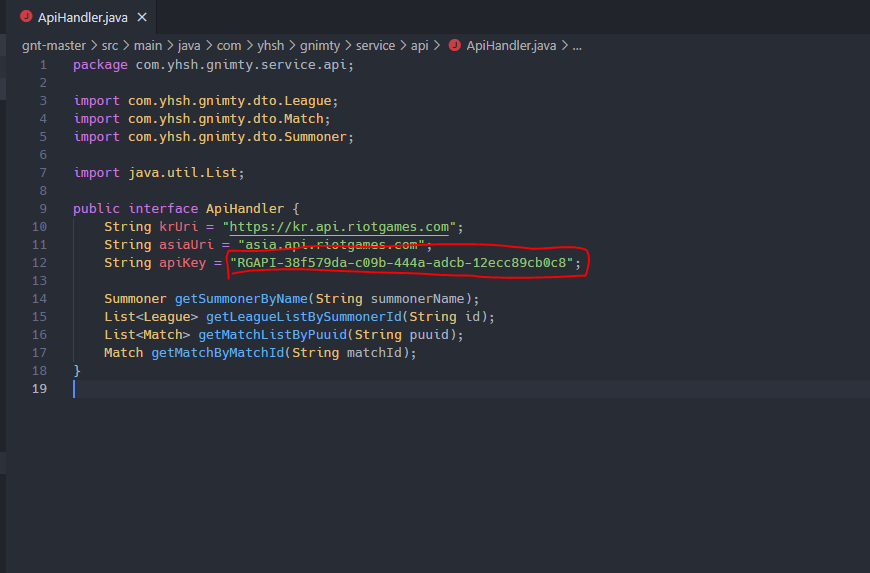 ApiHandler.java
gnt-master > src > main > java > com > yhsh > gnimty > service > api > ApiHandler.java > ...
1 package com.yhsh.gnimty.service.api;
2
3 import com.yhsh.gnimty.dto.League;
4 import com.yhsh.gnimty.dto.Match;
5 import com.yhsh.gnimty.dto.Summoner;
6
7 import java.util.List;
8
9 public interface ApiHandler {
10 String krUri = "https://kr.api.riotgames.com";
11 String asiaUri = "asia.api.riotgames.com";
12 String apiKey = "RGAPI-38f579da-c09b-444a-adcb-12ecc89cb0c8";
13
14 Summoner getSummonerByName(String summonerName);
15 List<League> getLeagueListBySummonerId(String id);
16 List<Match> getMatchListByPuuid(String puuid);
17 Match getMatchByMatchId(String matchId);
18 }
19